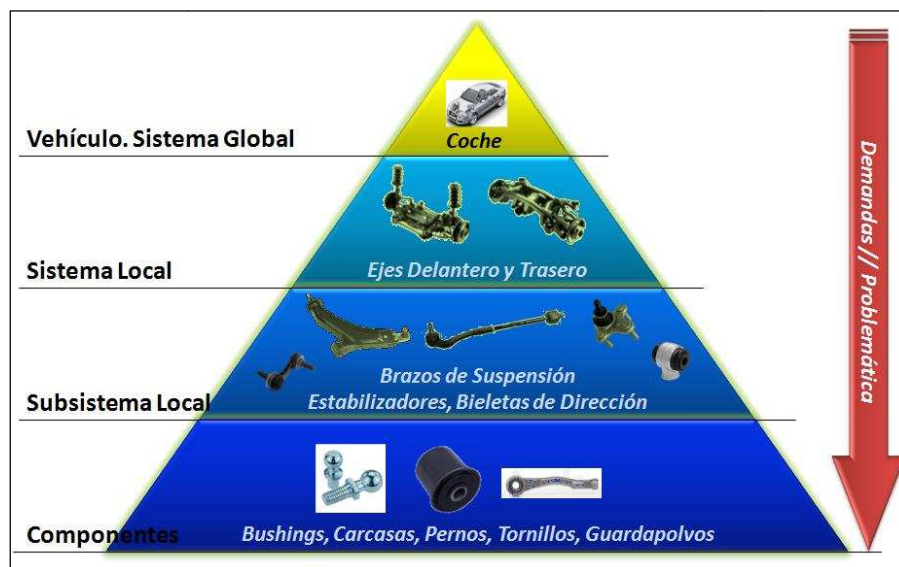 Coche
Vehículo. Sistema Global
Ejes Delantero y Trasero
Sistema Local
Brazos de Suspensión
Estabilizadores, Bieletas de Dirección
Subsistema Local
Bushings, Carcasas, Pernos, Tornillos, Guardapolvos
Componentes
Demandas // Problemática